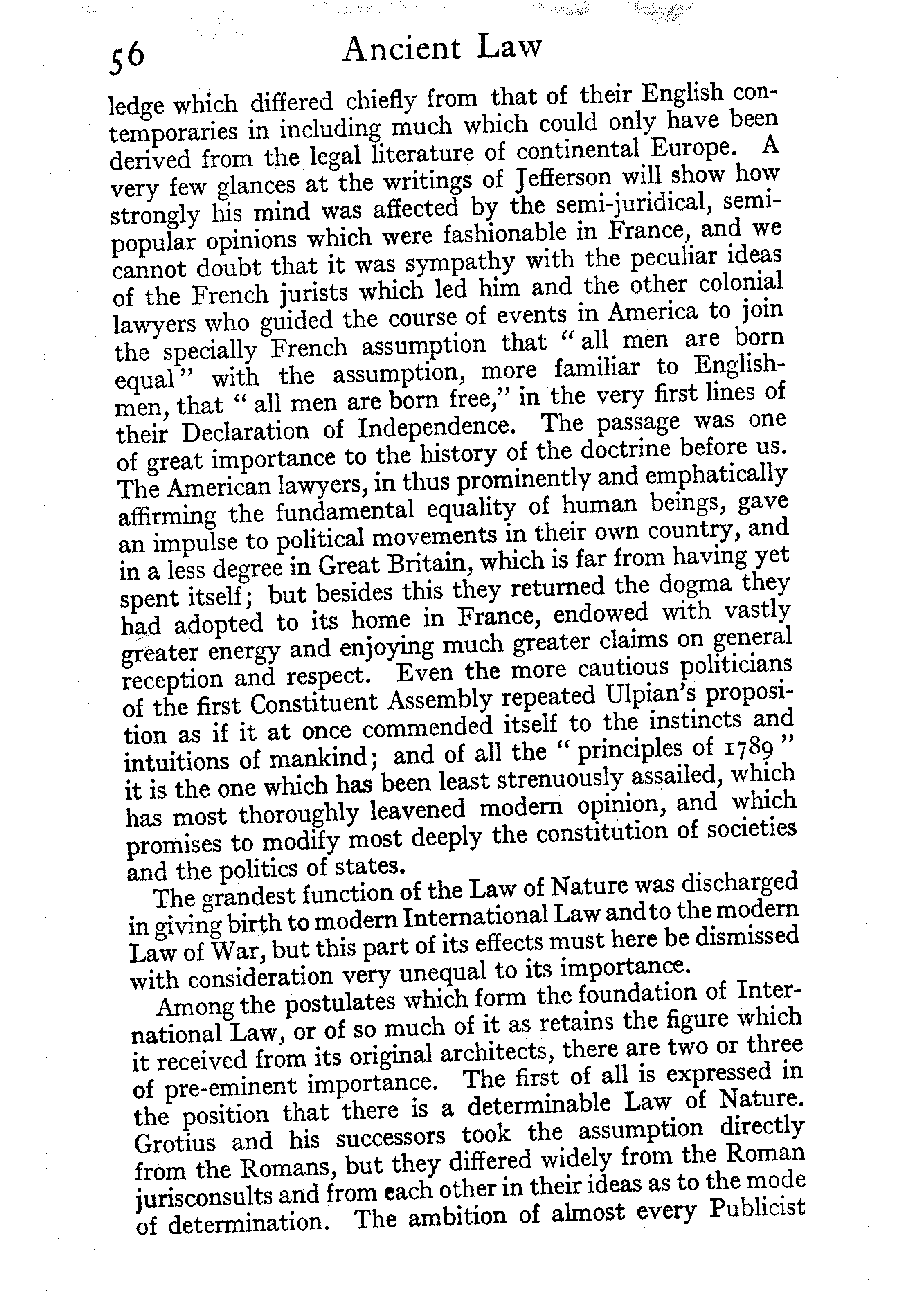 56 Ancient Law
ledge which differed chiefly from that of their English con-
temporaries in including much which could only have been
derived from the legal literature of continental Europe. A
very few glances at the writings of Jefferson will show how
strongly his mind was affected by the semi-juridical, semi-
popular opinions which were fashionable in France, and we
cannot doubt that it was sympathy with the peculiar ideas
of the French jurists which led him and the other colonial
lawyers who guided the course of events in America to join
the specially French assumption that “ all men are born
equal ” with the assumption, more familiar to English-
men, that “ all men are born free,” in the very first lines of
their Declaration of Independence. The passage was one
of great importance to the history of the doctrine before us.
The American lawyers, in thus prominently and emphatically
affirming the fundamental equality of human beings, gave
an impulse to political movements in their own country, and
in a less degree in Great Britain, which is far from having yet
spent itself; but besides this they returned the dogma they
had adopted to its home in France, endowed with vastly
greater energy and enjoying much greater claims on general
reception and respect. Even the more cautious politicians
of the first Constituent Assembly repeated Ulpian's proposi-
tion as if it at once commended itself to the instincts and
intuitions of mankind; and of all the “ principles of 1789 ”
it is the one which has been least strenuously assailed, which
has most thoroughly leavened modern opinion, and which
promises to modify most deeply the constitution of societies
and the politics of states.
The grandest function of the Law of Nature was discharged
in giving birth to modern International Law and to the modern
Law of War, but this part of its effects must here be dismissed
with consideration very unequal to its importance.
Among the postulates which form the foundation of Inter-
national Law, or of so much of it as retains the figure which
it received from its original architects, there are two or three
of pre-eminent importance. The first of all is expressed in
the position that there is a determinable Law of Nature.
Grotius and his successors took the assumption directly
from the Romans, but they differed widely from the Roman
jurisconsults and from each other in their ideas as to the mode
of determination. The ambition of almost every Publicist